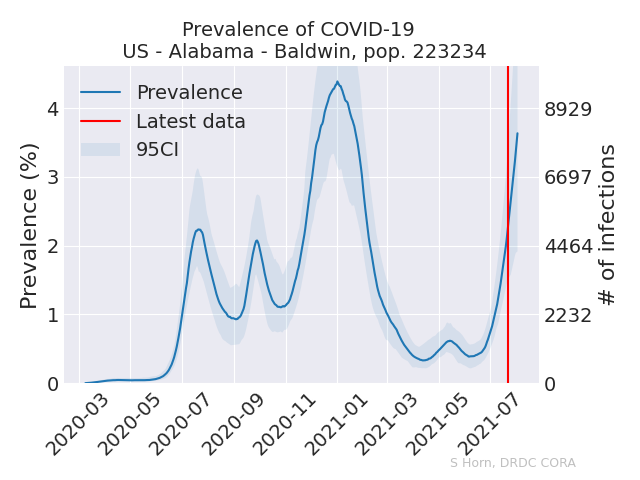 Prevalence of COVID-19
US - Alabama - Baldwin, pop. 223234
Prevalence
Latest data
95CI
Prevalence (%)
4
3
2
1
0
8929
6697
4464
2232
0
# of infections
2020-03
2020-05
2020-07
2020-09
2020-11
2021-01
2021-03
2021-05
2021-07
S Horn, DRDC CORA